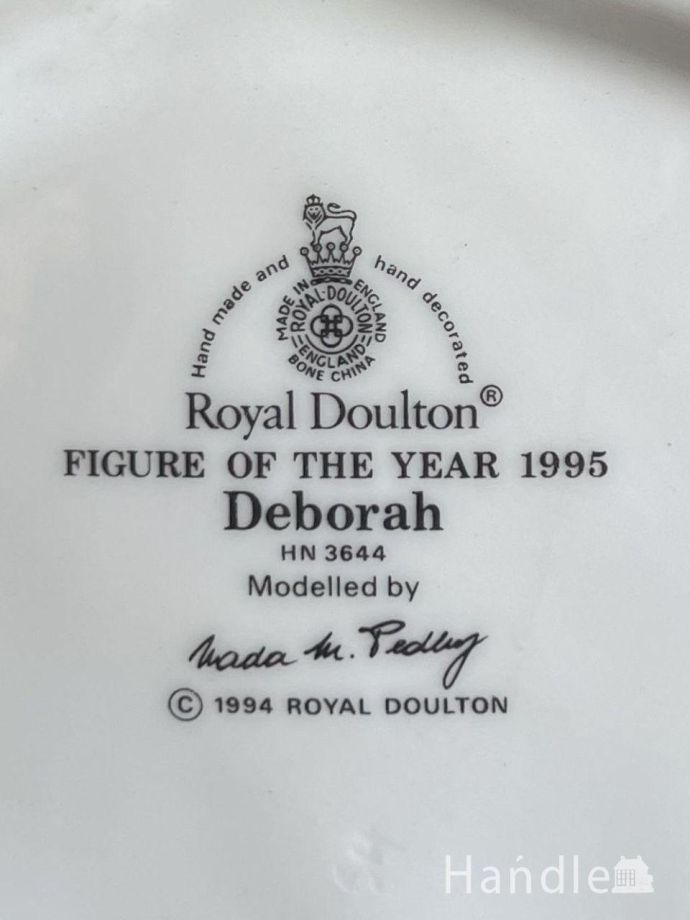 Hand made and hand decorated
MADE IN ENGLAND
ROYAL·DOULTON
ENGLAND
BONE CHINA
Royal Doulton®
FIGURE OF THE YEAR 1995
Deborah
HN 3644
Modelled by
Nada M. Pedley
© 1994 ROYAL DOULTON
Handle